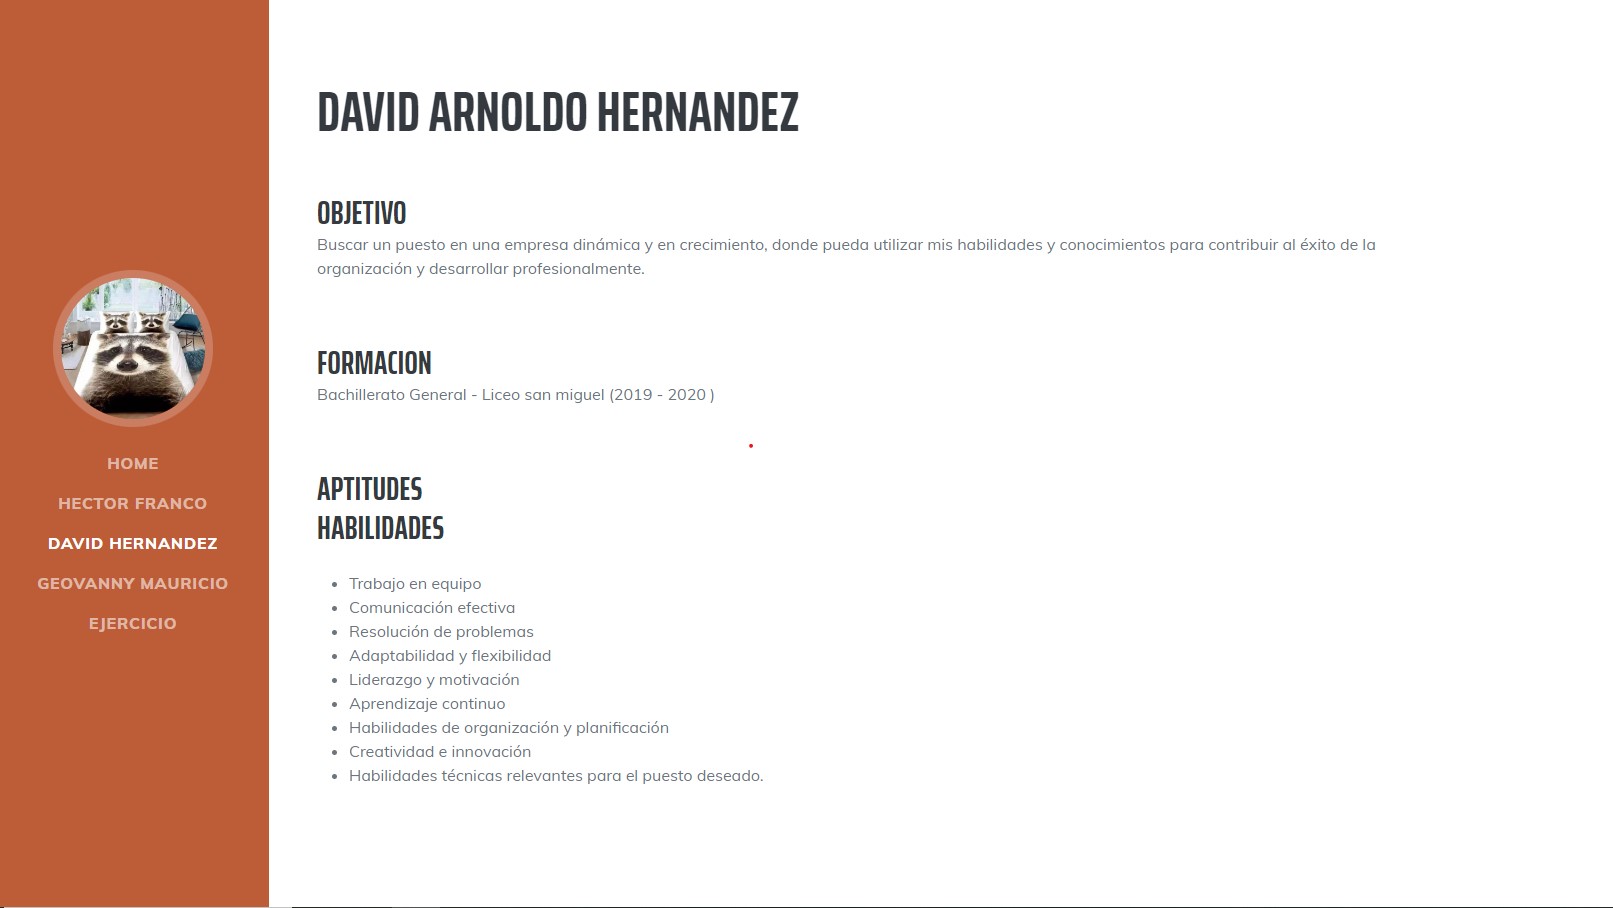 HOME
HECTOR FRANCO
DAVID HERNANDEZ
GEOVANNY MAURICIO
EJERCICIO
DAVID ARNOLDO HERNANDEZ
OBJETIVO
Buscar un puesto en una empresa dinámica y en crecimiento, donde pueda utilizar mis habilidades y conocimientos para contribuir al éxito de la
organización y desarrollar profesionalmente.
FORMACION
Bachillerato General - Liceo san miguel (2019 - 2020 )
APTITUDES
HABILIDADES
• Trabajo en equipo
• Comunicación efectiva
• Resolución de problemas
• Adaptabilidad y flexibilidad
• Liderazgo y motivación
• Aprendizaje continuo
• Habilidades de organización y planificación
• Creatividad e innovación
• Habilidades técnicas relevantes para el puesto deseado.